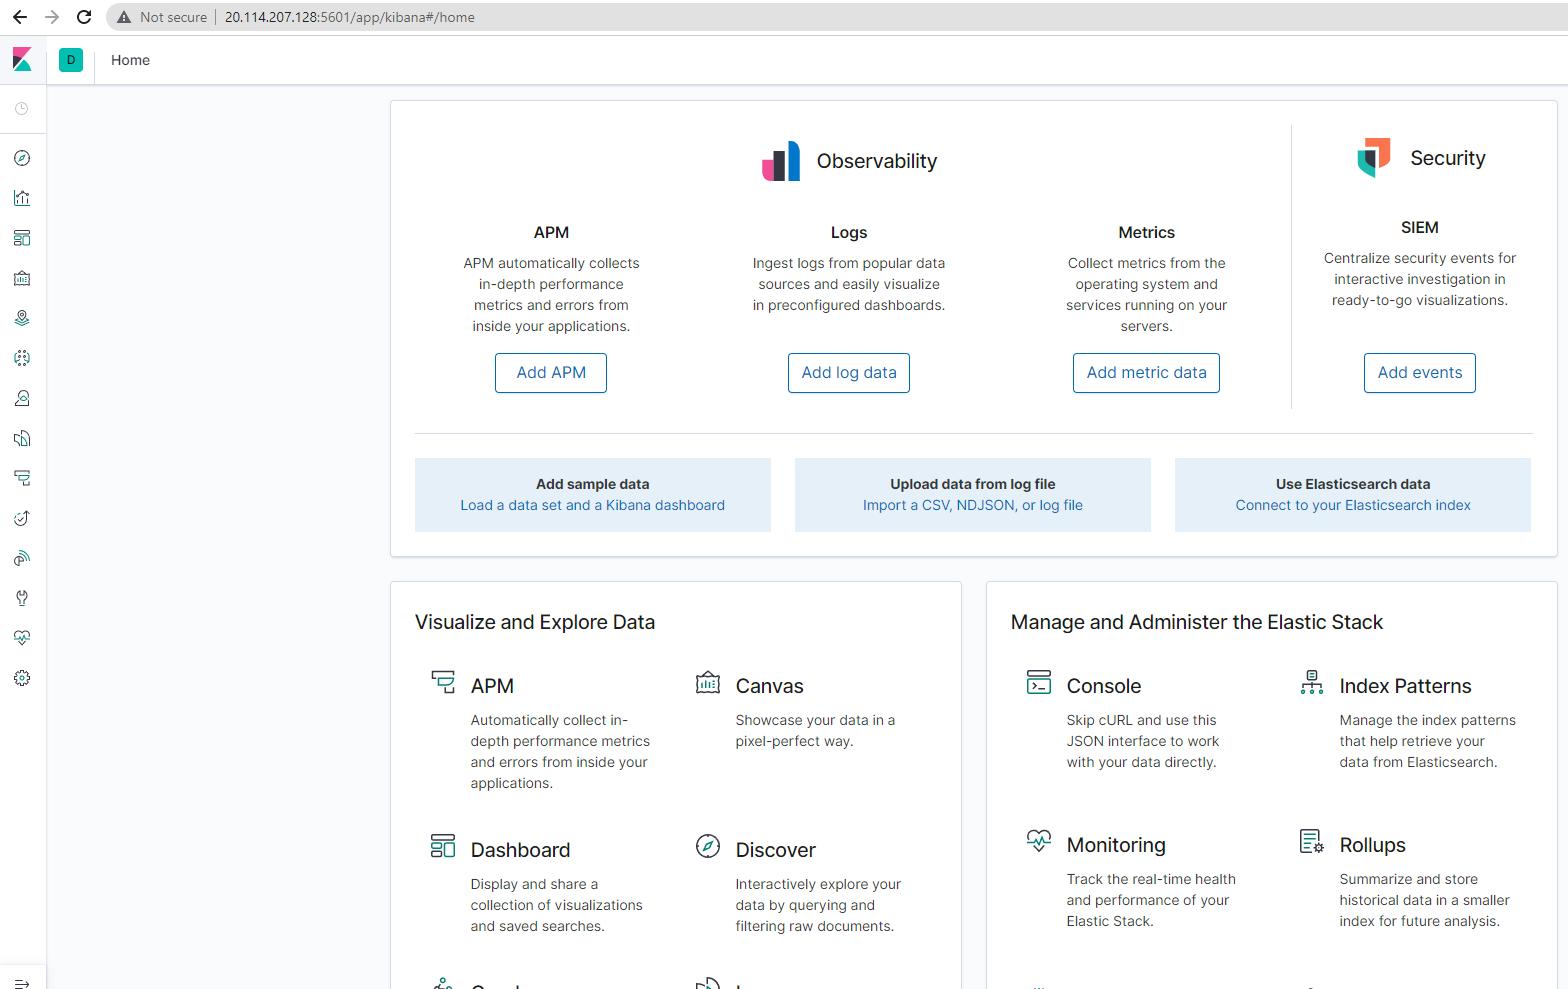 Not secure
20.114.207.128:5601/app/kibana#/home
D
Home
Observability
Security
APM
APM automatically collects
in-depth performance
metrics and errors from
inside your applications.
Add APM
Logs
Ingest logs from popular data
sources and easily visualize
in preconfigured dashboards.
Add log data
Metrics
Collect metrics from the
operating system and
services running on your
servers.
Add metric data
SIEM
Centralize security events for
interactive investigation in
ready-to-go visualizations.
Add events
Add sample data
Load a data set and a Kibana dashboard
Upload data from log file
Import a CSV, NDJSON, or log file
Use Elasticsearch data
Connect to your Elasticsearch index
Visualize and Explore Data
APM
Automatically collect in-
depth performance metrics
and errors from inside your
applications.
Canvas
Showcase your data in a
pixel-perfect way.
Dashboard
Display and share a
collection of visualizations
and saved searches.
Discover
Interactively explore your
data by querying and
filtering raw documents.
Manage and Administer the Elastic Stack
Console
Skip cURL and use this
JSON interface to work
with your data directly.
Index Patterns
Manage the index patterns
that help retrieve your
data from Elasticsearch.
Monitoring
Track the real-time health
and performance of your
Elastic Stack.
Rollups
Summarize and store
historical data in a smaller
index for future analysis.